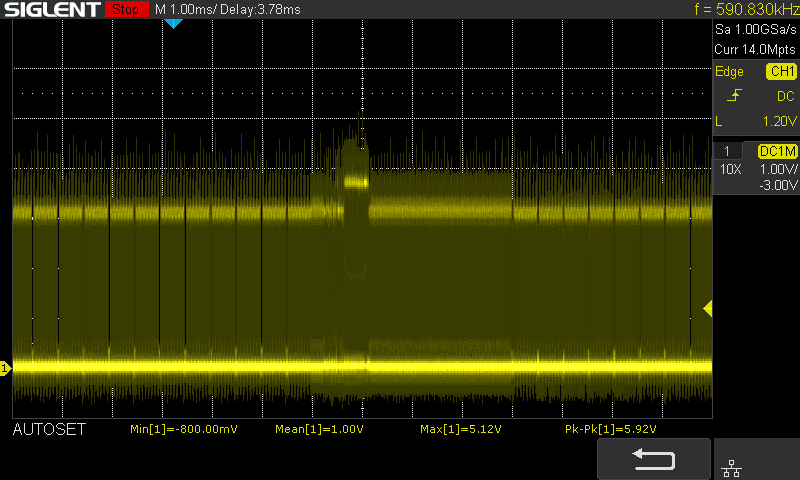 SIGLENT Stop M 1.00ms/ Delay:3.78ms f = 590.830kHz
Sa 1.00GSa/s
Curr 14.0Mpts
Edge CH1
DC
L 1.20V
1 DC1M
10X 1.00V/
-3.00V
1
AUTOSET Min[1]=-800.00mV Mean[1]=1.00V Max[1]=5.12V Pk-Pk[1]=5.92V